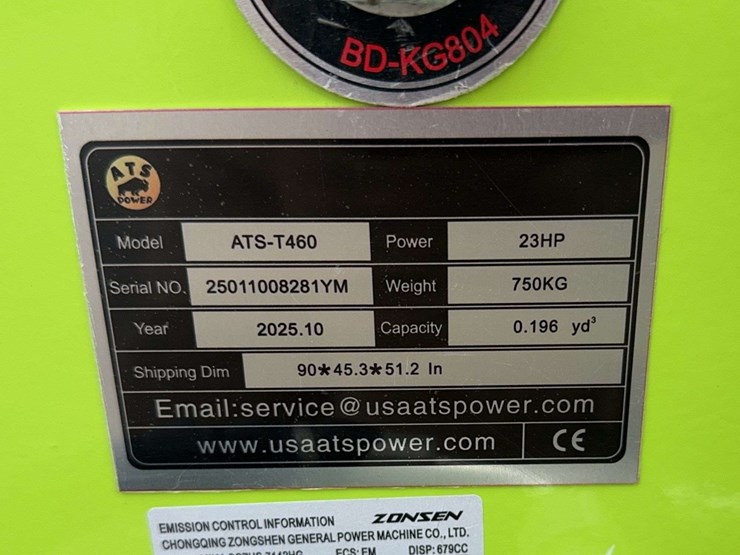 BD-KG804
ATS
POWER
Model ATS-T460 Power 23HP
Serial NO. 25011008281YM Weight 750KG
Year 2025.10 Capacity 0.196 yd³
Shipping Dim 90*45.3*51.2 In
Email:service@usaatspower.com
www.usaatspower.com CE
EMISSION CONTROL INFORMATION ZONSEN
CHONGQING ZONGSHEN GENERAL POWER MACHINE CO., LTD.
ECS: EM DISP: 679CC